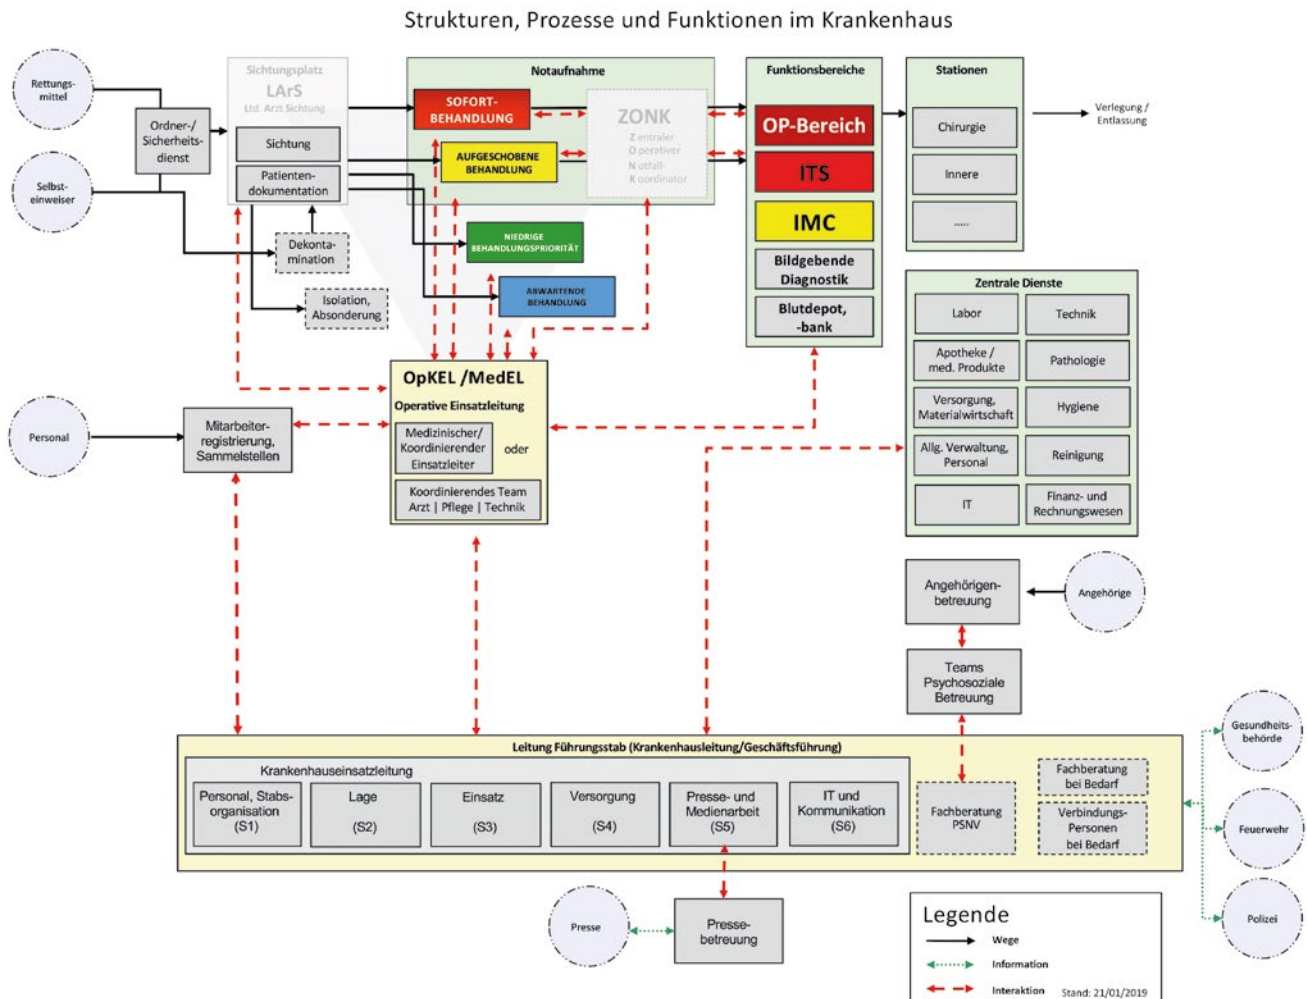 Strukturen, Prozesse und Funktionen im Krankenhaus
Rettungs-
mittel
Selbst-
einweiser
Ordner-/
Sicherheits-
dienst
Sichtungsplatz
LArS
Ltd. Arzt Sichtung
Sichtung
Patienten-
dokumentation
Dekonta-
mination
Isolation,
Absonderung
Notaufnahme
SOFORT-
BEHANDLUNG
AUFGESCHOBENE
BEHANDLUNG
ZONK
Z entraler
O perativer
N otfall-
K oordinator
NIEDRIGE
BEHANDLUNGSPRIORITÄT
ABWARTENDE
BEHANDLUNG
Funktionsbereiche
OP-Bereich
ITS
IMC
Bildgebende
Diagnostik
Blutdepot,
-bank
Stationen
Chirurgie
Innere
.....
Verlegung /
Entlassung
Zentrale Dienste
Labor
Technik
Apotheke /
med. Produkte
Pathologie
Versorgung,
Materialwirtschaft
Hygiene
Allg. Verwaltung,
Personal
Reinigung
IT
Finanz- und
Rechnungswesen
Personal
Mitarbeiter-
registrierung,
Sammelstellen
OpKEL /MedEL
Operative Einsatzleitung
Medizinischer/
Koordinierender
Einsatzleiter
oder
Koordinierendes Team
Arzt | Pflege | Technik
Angehörigen-
betreuung
Angehörige
Teams
Psychosoziale
Betreuung
Leitung Führungsstab (Krankenhausleitung/Geschäftsführung)
Krankenhauseinsatzleitung
Personal, Stabs-
organisation
(S1)
Lage
(S2)
Einsatz
(S3)
Versorgung
(S4)
Presse- und
Medienarbeit
(S5)
IT und
Kommunikation
(S6)
Fachberatung
PSNV
Fachberatung
bei Bedarf
Verbindungs-
Personen
bei Bedarf
Gesundheits-
behörde
Feuerwehr
Polizei
Presse
Presse-
betreuung
Legende
Wege
Information
Interaktion
Stand: 21/01/2019